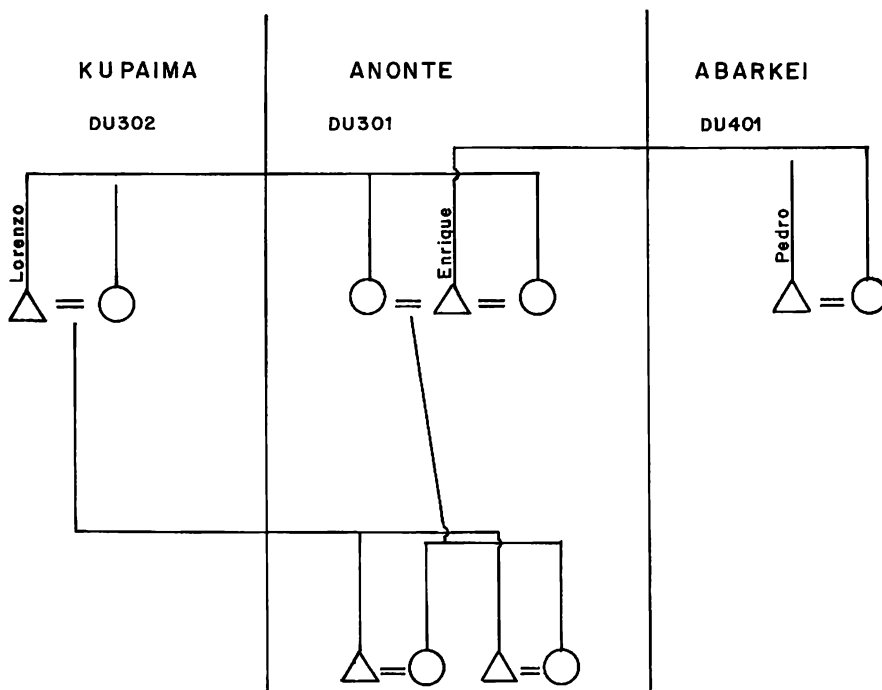 KUPAIMA ANONTE ABARKEI
DU302 DU301 DU401
Lorenzo
Enrique
Pedro